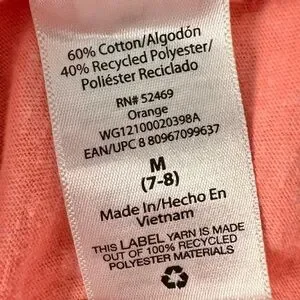 60% Cotton/Algodón
40% Recycled Polyester/
Poliéster Reciclado
RN# 52469
Orange
WG12100020398A
EAN/UPC 8 80967099637
M
(7-8)
Made In/Hecho En
Vietnam
THIS LABEL YARN IS MADE
OUT OF 100% RECYCLED
POLYESTER MATERIALS